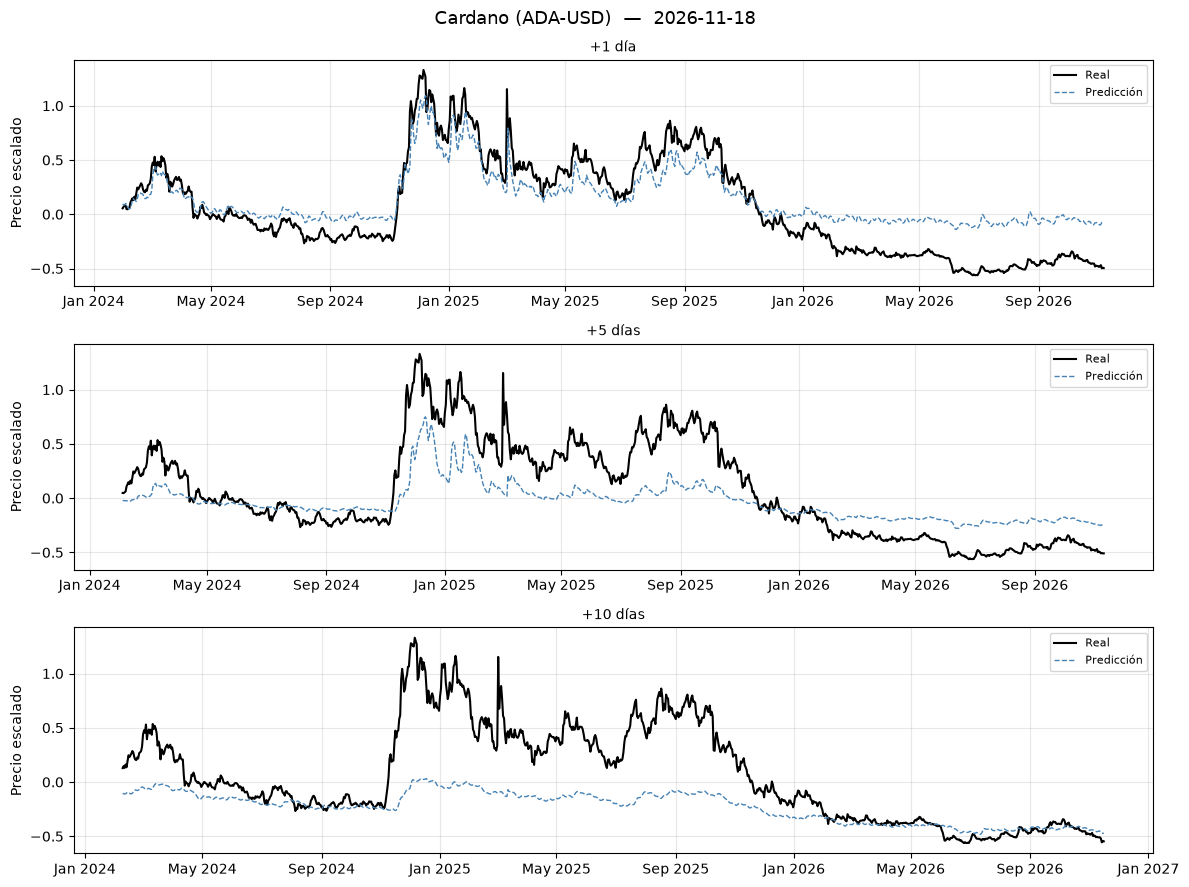 Cardano (ADA-USD) — 2026-11-18
+1 día
Precio escalado
1.0
0.5
0.0
−0.5
Real
Predicción
Jan 2024 May 2024 Sep 2024 Jan 2025 May 2025 Sep 2025 Jan 2026 May 2026 Sep 2026
+5 días
Precio escalado
1.0
0.5
0.0
−0.5
Real
Predicción
Jan 2024 May 2024 Sep 2024 Jan 2025 May 2025 Sep 2025 Jan 2026 May 2026 Sep 2026
+10 días
Precio escalado
1.0
0.5
0.0
−0.5
Real
Predicción
Jan 2024 May 2024 Sep 2024 Jan 2025 May 2025 Sep 2025 Jan 2026 May 2026 Sep 2026 Jan 2027